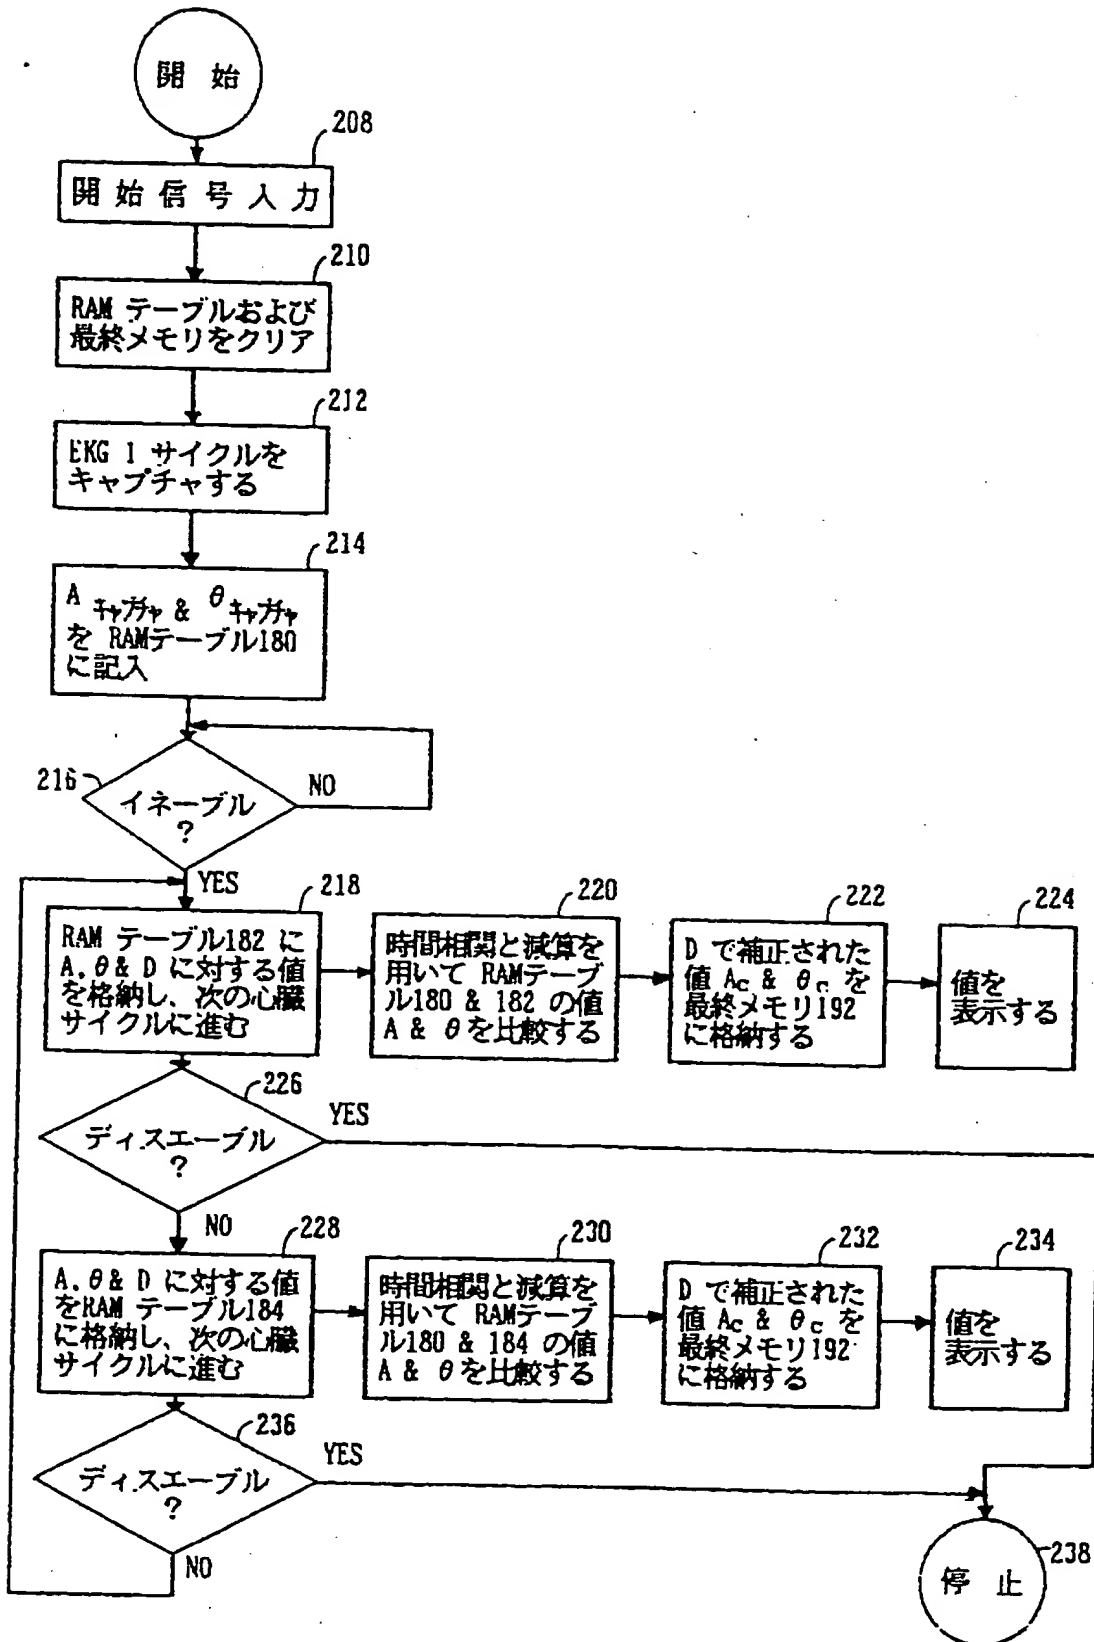 開始
208
開始信号入力
210
RAM テーブルおよび
最終メモリをクリア
212
EKG 1 サイクルを
キャプチャする
214
A キャプチャ & θ キャプチャ
を RAMテーブル180
に記入
216
イネーブル
?
NO
YES
218
RAM テーブル182 に
A.θ& D に対する値
を格納し、次の心臓
サイクルに進む
220
時間相関と減算を
用いて RAMテーブ
ル180 & 182 の値
A & θ を比較する
222
D で補正された
値 Ac & θc を
最終メモリ192
に格納する
224
値を
表示する
226
ディスエーブル
?
YES
NO
228
A.θ& D に対する値
をRAM テーブル184
に格納し、次の心臓
サイクルに進む
230
時間相関と減算を
用いて RAMテーブ
ル180 & 184 の値
A & θ を比較する
232
D で補正された
値 Ac & θc を
最終メモリ192
に格納する
234
値を
表示する
236
ディスエーブル
?
YES
NO
238
停止